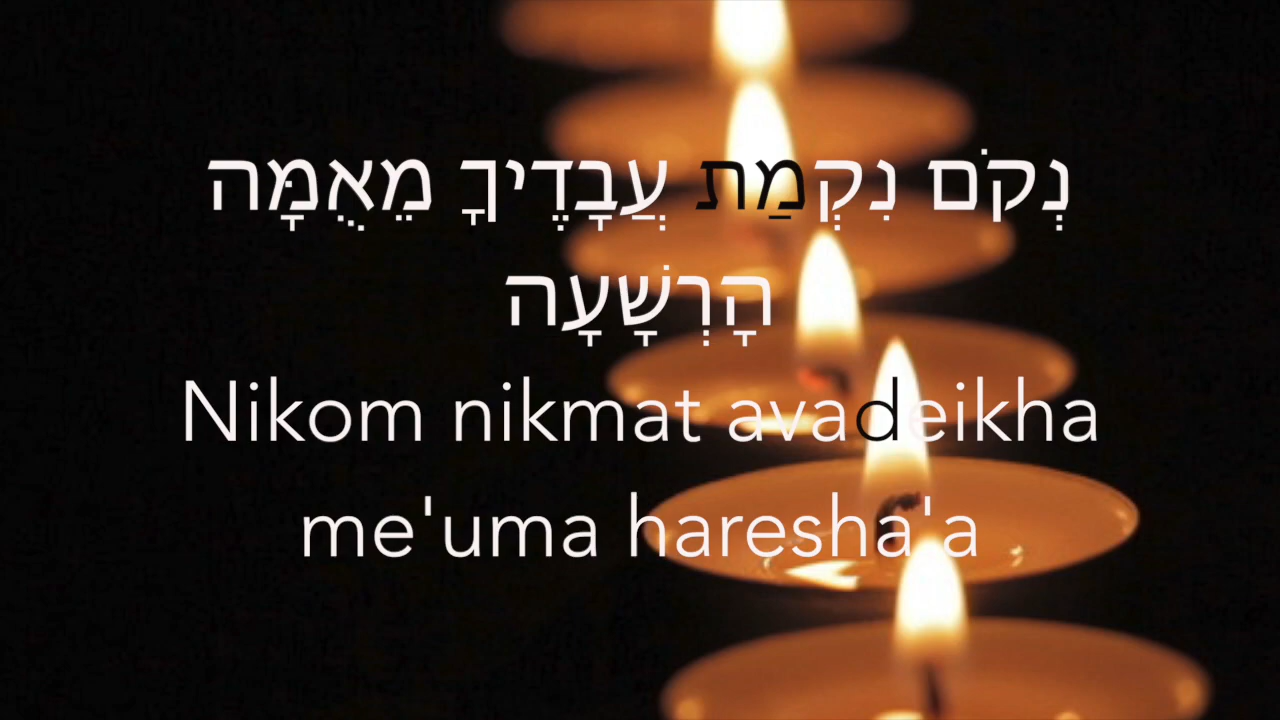 נְקֹם נִקְמַת עֲבָדֶיךָ מֵאֻמָּה
הָרְשָׁעָה
Nikom nikmat avadeikha
me'uma haresha'a